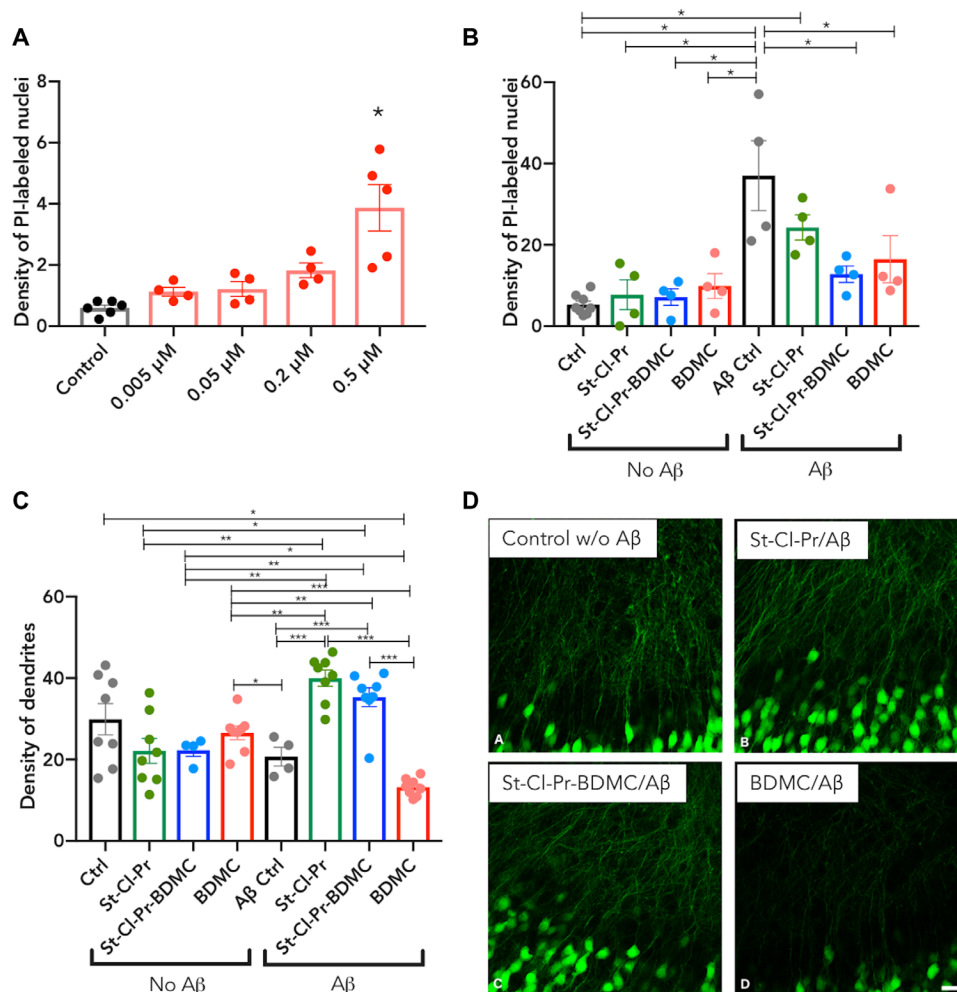 A
Density of PI-labeled nuclei
8
6
4
2
0
*
Control
0.005 µM
0.05 µM
0.2 µM
0.5 µM
B
Density of PI-labeled nuclei
60
40
20
0
*
*
*
*
*
*
*
*
Ctrl
St-Cl-Pr
St-Cl-Pr-BDMC
BDMC
Aβ Ctrl
St-Cl-Pr
St-Cl-Pr-BDMC
BDMC
No Aβ
Aβ
C
Density of dendrites
60
40
20
0
*
*
**
*
**
**
***
**
**
***
***
***
***
*
Ctrl
St-Cl-Pr
St-Cl-Pr-BDMC
BDMC
Aβ Ctrl
St-Cl-Pr
St-Cl-Pr-BDMC
BDMC
No Aβ
Aβ
D
Control w/o Aβ
A
St-Cl-Pr/Aβ
B
St-Cl-Pr-BDMC/Aβ
C
BDMC/Aβ
D